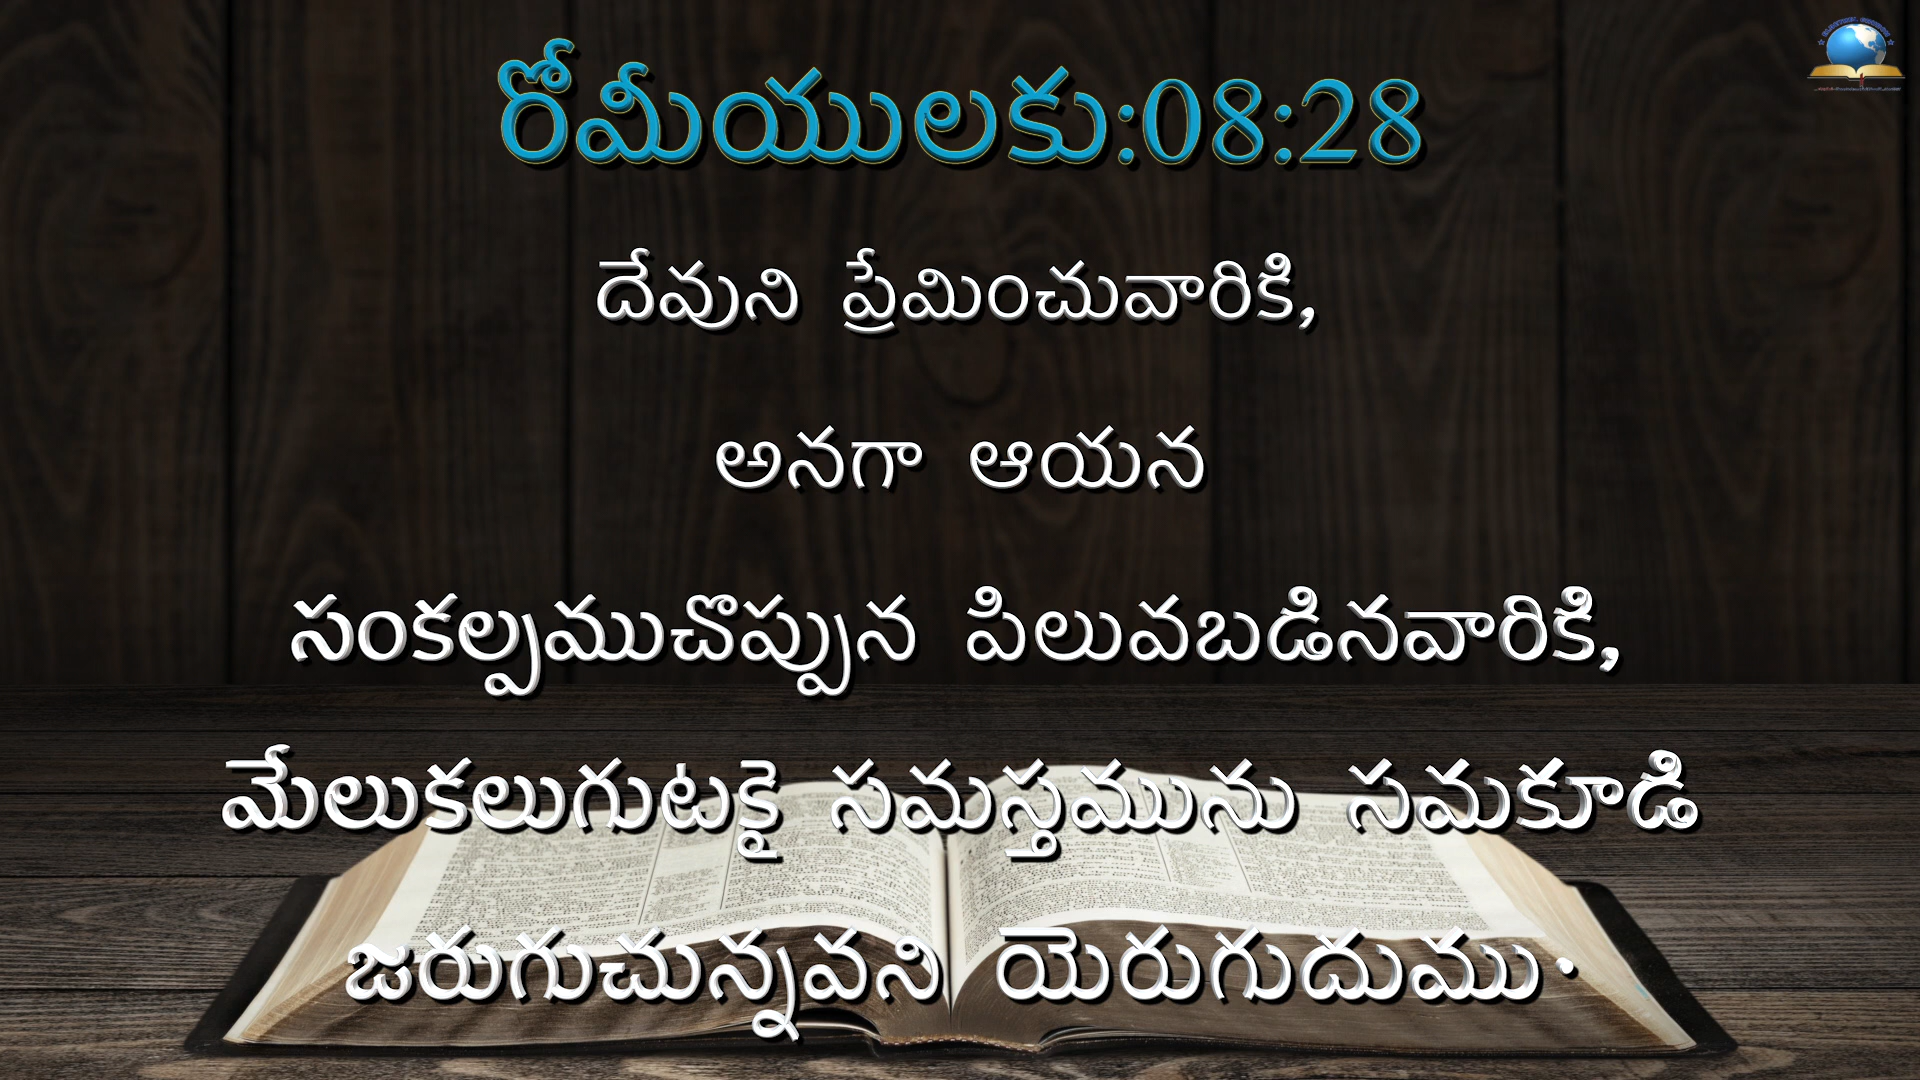 రోమీయులకు:08:28
దేవుని ప్రేమించువారికి,
అనగా ఆయన
సంకల్పముచొప్పున పిలువబడినవారికి,
మేలుకలుగుటకై సమస్తమును సమకూడి
జరుగుచున్నవని యెరుగుదుము·